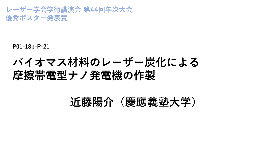 レーザー学会学術講演会 第44回年次大会
優秀ポスター発表賞
P01-18p-P-21
バイオマス材料のレーザー炭化による
摩擦帯電型ナノ発電機の作製
近藤陽介（慶應義塾大学）